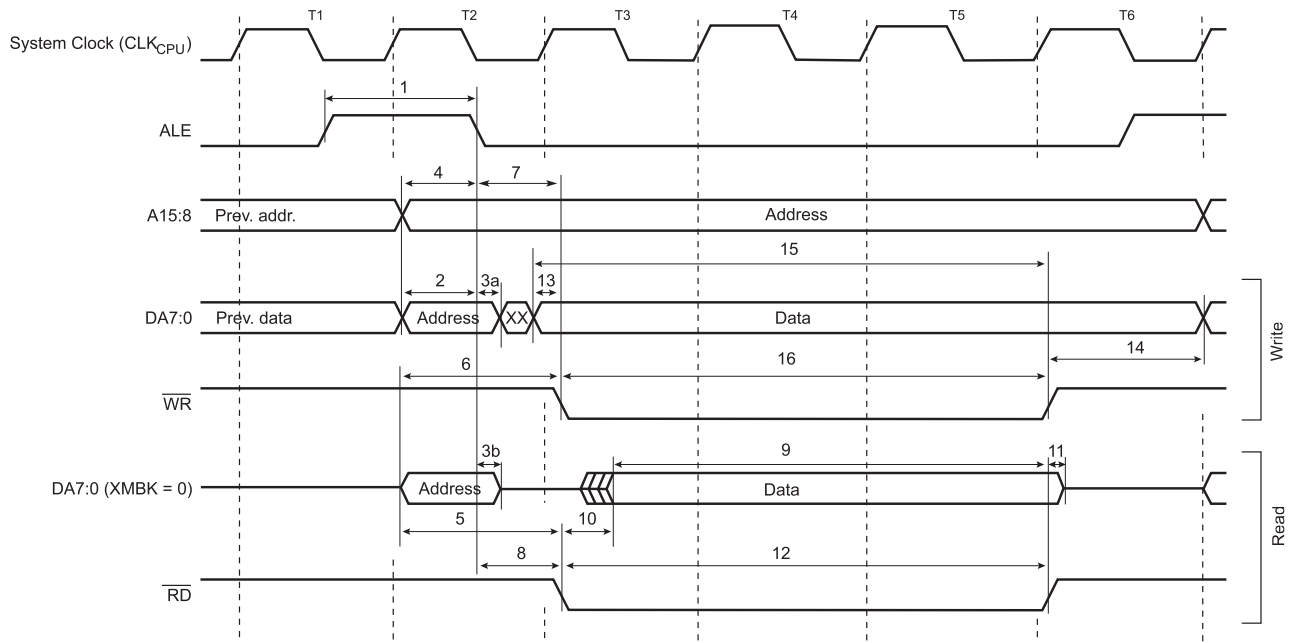 T1 T2 T3 T4 T5 T6
System Clock (CLKCPU)
1
ALE
4 7
A15:8 Prev. addr. Address
15
2 3a 13
DA7:0 Prev. data Address XX Data
14
6 16
WR
3b 9 11
DA7:0 (XMBK = 0) Address Data
5 10
8 12
RD
Write
Read